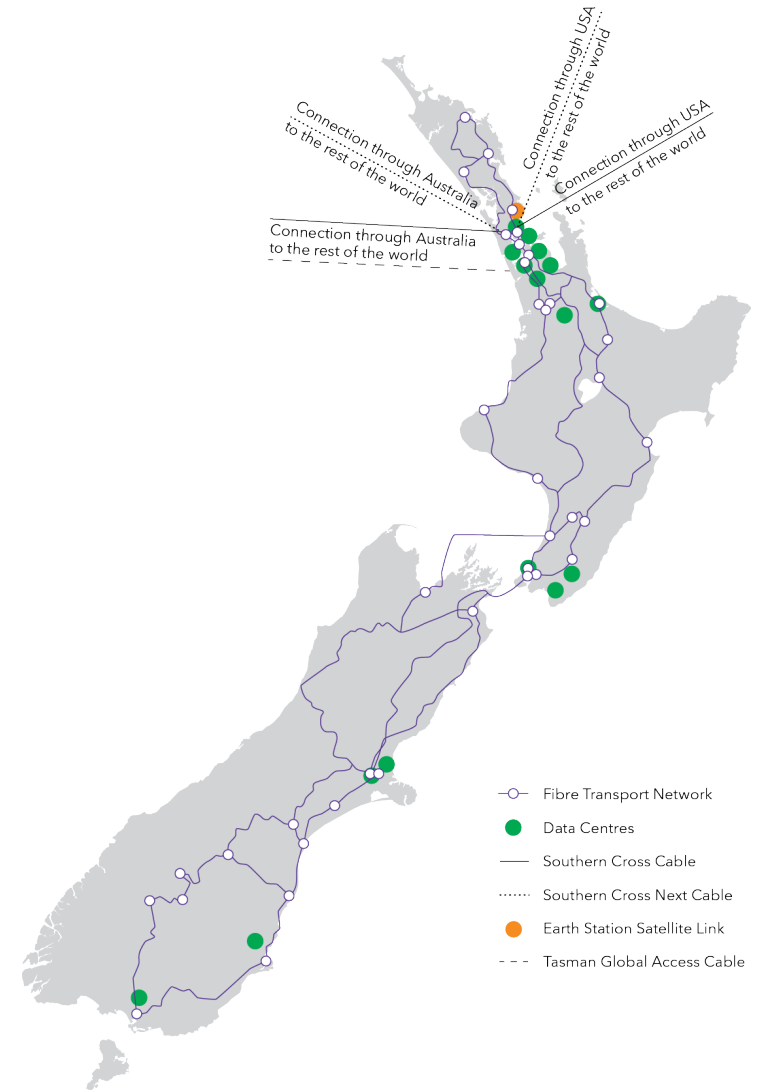 Connection through USA
to the rest of the world
Connection through Australia
to the rest of the world
Connection through USA
to the rest of the world
Connection through Australia
to the rest of the world
Fibre Transport Network
Data Centres
Southern Cross Cable
Southern Cross Next Cable
Earth Station Satellite Link
Tasman Global Access Cable